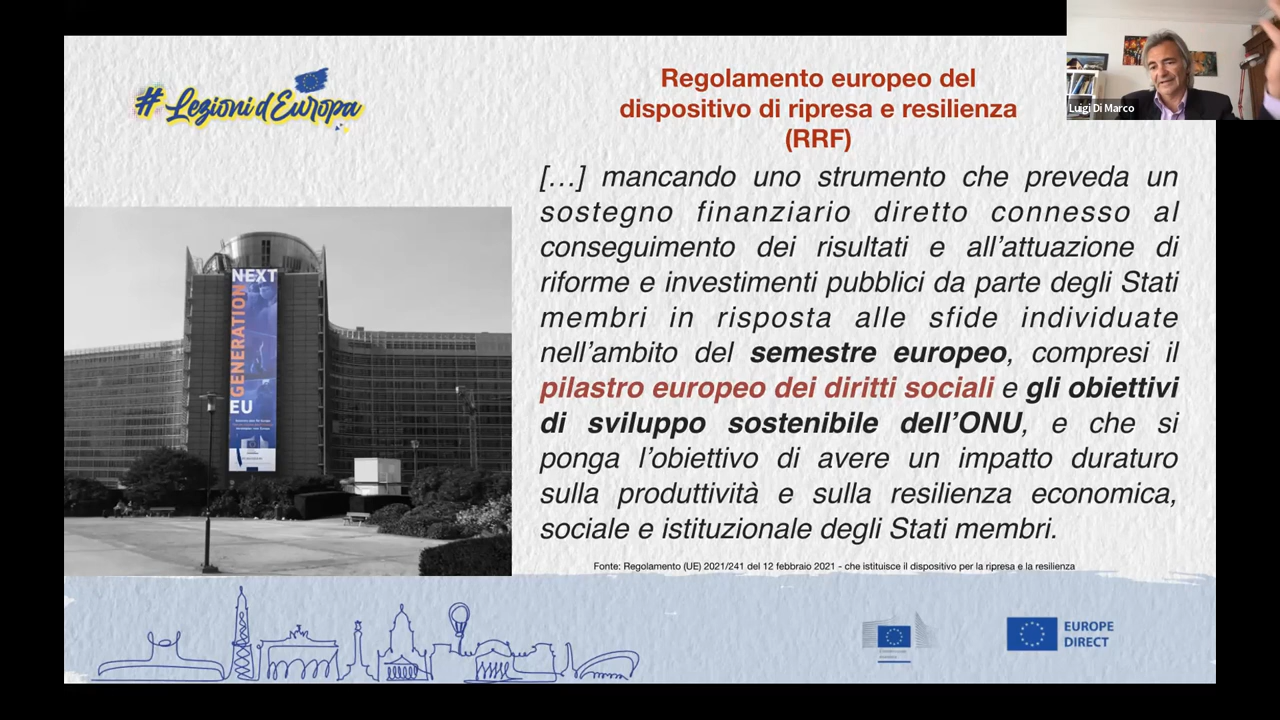 # Lezioni d'Europa
Regolamento europeo del
dispositivo di ripresa e resilienza
(RRF)
Luigi Di Marco
[…] mancando uno strumento che preveda un
sostegno finanziario diretto connesso al
conseguimento dei risultati e all'attuazione di
riforme e investimenti pubblici da parte degli Stati
membri in risposta alle sfide individuate
nell'ambito del semestre europeo, compresi il
pilastro europeo dei diritti sociali e gli obiettivi
di sviluppo sostenibile dell'ONU, e che si
ponga l'obiettivo di avere un impatto duraturo
sulla produttività e sulla resilienza economica,
sociale e istituzionale degli Stati membri.
Fonte: Regolamento (UE) 2021/241 del 12 febbraio 2021 - che istituisce il dispositivo per la ripresa e la resilienza
NEXT
GENERATION
EU
EUROPE
DIRECT